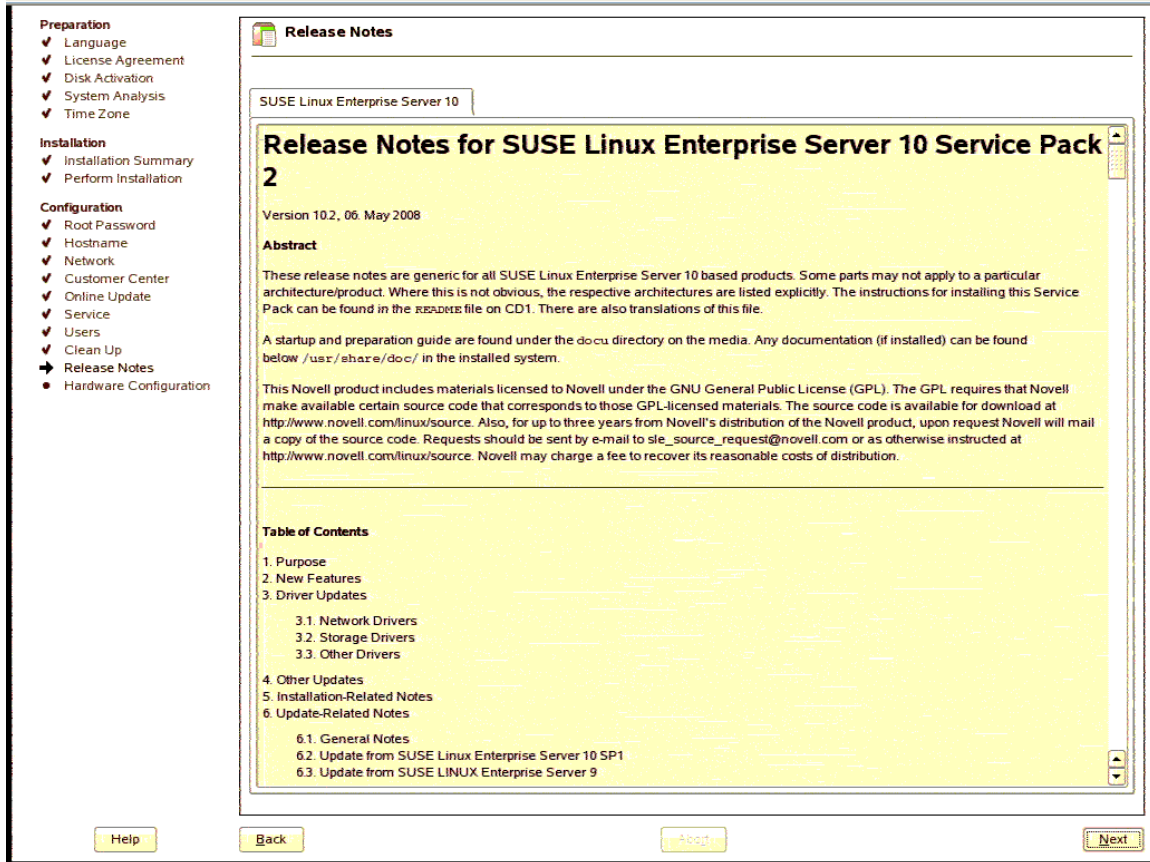 Preparation
Language
License Agreement
Disk Activation
System Analysis
Time Zone
Installation
Installation Summary
Perform Installation
Configuration
Root Password
Hostname
Network
Customer Center
Online Update
Service
Users
Clean Up
Release Notes
Hardware Configuration
Release Notes
SUSE Linux Enterprise Server 10
Release Notes for SUSE Linux Enterprise Server 10 Service Pack
2
Version 10.2, 06. May 2008
Abstract
These release notes are generic for all SUSE Linux Enterprise Server 10 based products. Some parts may not apply to a particular
architecture/product. Where this is not obvious, the respective architectures are listed explicitly. The instructions for installing this Service
Pack can be found in the README file on CD1. There are also translations of this file.
A startup and preparation guide are found under the docu directory on the media. Any documentation (if installed) can be found
below /usr/share/doc/ in the installed system.
This Novell product includes materials licensed to Novell under the GNU General Public License (GPL). The GPL requires that Novell
make available certain source code that corresponds to those GPL-licensed materials. The source code is available for download at
http://www.novell.com/linux/source. Also, for up to three years from Novell's distribution of the Novell product, upon request Novell will mail
a copy of the source code. Requests should be sent by e-mail to sle_source_request@novell.com or as otherwise instructed at
http://www.novell.com/linux/source. Novell may charge a fee to recover its reasonable costs of distribution.
Table of Contents
1. Purpose
2. New Features
3. Driver Updates
3.1. Network Drivers
3.2. Storage Drivers
3.3. Other Drivers
4. Other Updates
5. Installation-Related Notes
6. Update-Related Notes
6.1. General Notes
6.2. Update from SUSE Linux Enterprise Server 10 SP1
6.3. Update from SUSE LINUX Enterprise Server 9
Help
Back
Next